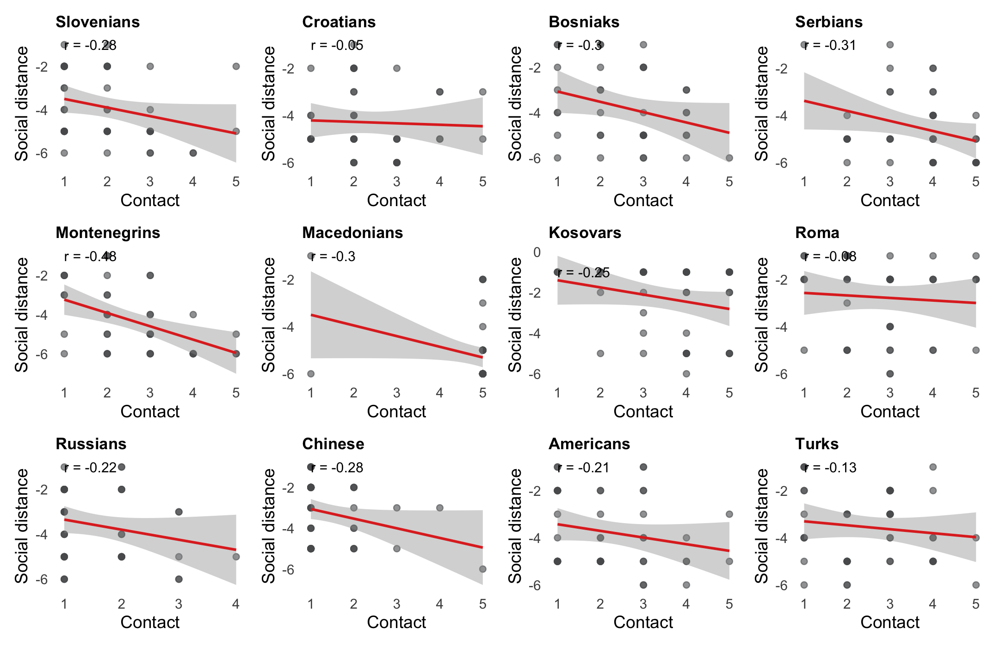 Slovenians
r = -0.28
Social distance
-2
-4
-6
1 2 3 4 5
Contact
Croatians
r = -0.05
Social distance
-2
-4
-6
1 2 3 4 5
Contact
Bosniaks
r = -0.3
Social distance
-2
-4
-6
1 2 3 4 5
Contact
Serbians
r = -0.31
Social distance
-2
-4
-6
1 2 3 4 5
Contact
Montenegrins
r = -0.48
Social distance
-2
-4
-6
1 2 3 4 5
Contact
Macedonians
r = -0.3
Social distance
-2
-4
-6
1 2 3 4 5
Contact
Kosovars
0
r = -0.25
Social distance
-2
-4
-6
1 2 3 4 5
Contact
Roma
r = -0.08
Social distance
-2
-4
-6
1 2 3 4 5
Contact
Russians
r = -0.22
Social distance
-2
-4
-6
1 2 3 4
Contact
Chinese
r = -0.28
Social distance
-2
-4
-6
1 2 3 4 5
Contact
Americans
r = -0.21
Social distance
-2
-4
-6
1 2 3 4 5
Contact
Turks
r = -0.13
Social distance
-2
-4
-6
1 2 3 4 5
Contact